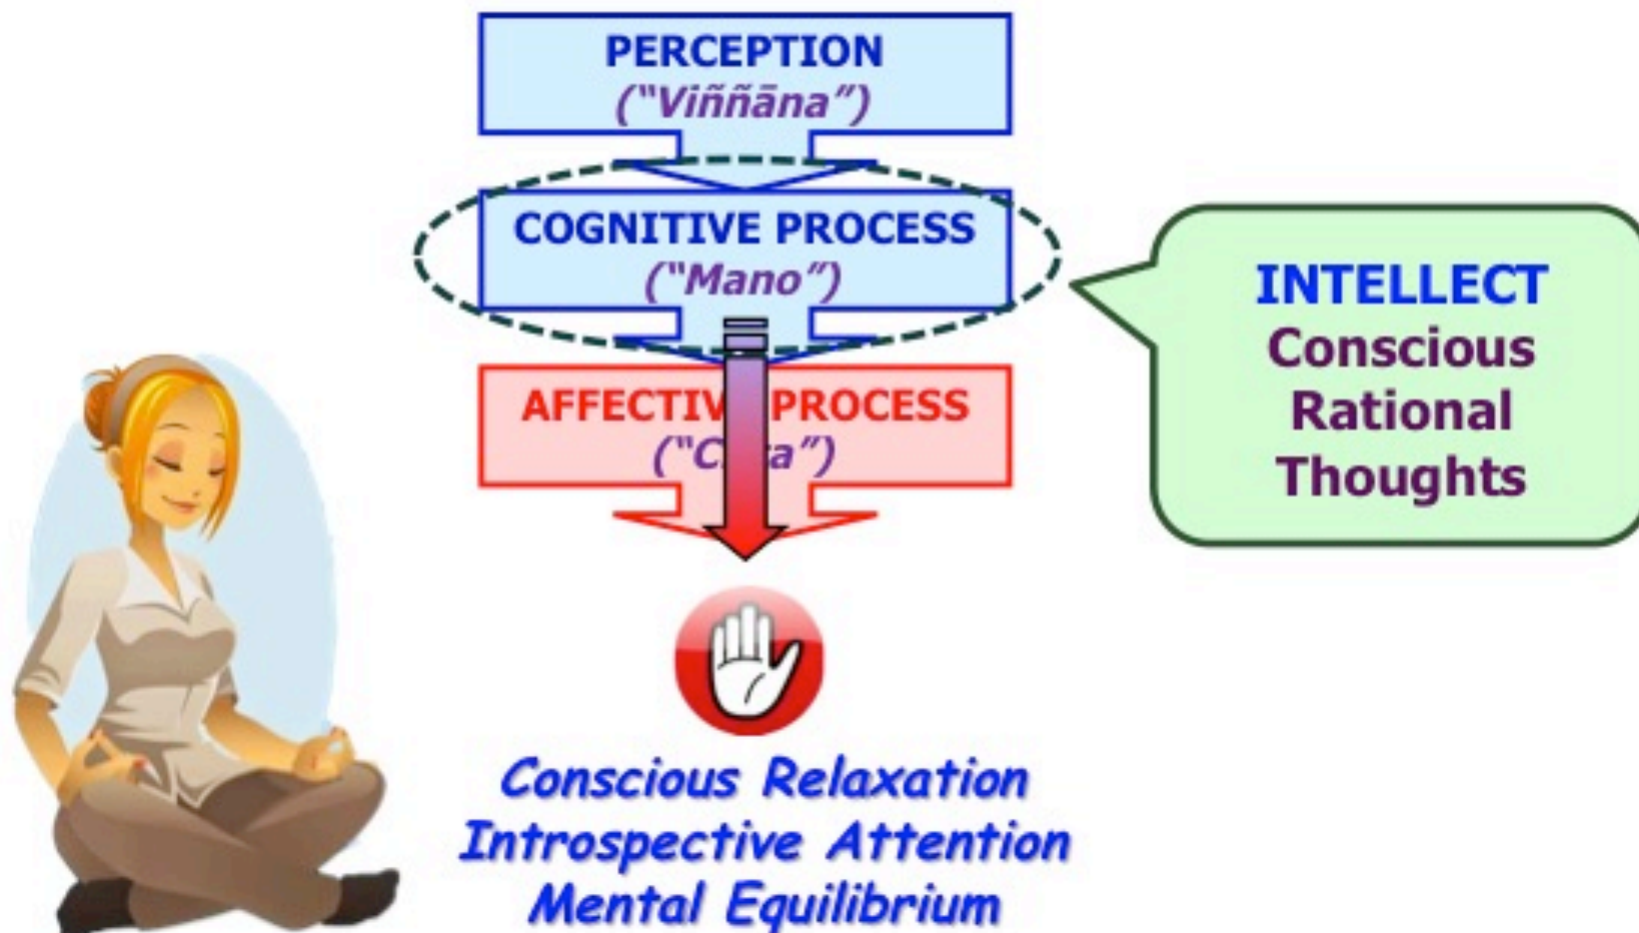 PERCEPTION
(“Viññāna”)
COGNITIVE PROCESS
(“Mano”)
PROCESS
INTELLECT
Conscious
Rational
Thoughts
Conscious Relaxation
Introspective Attention
Mental Equilibrium